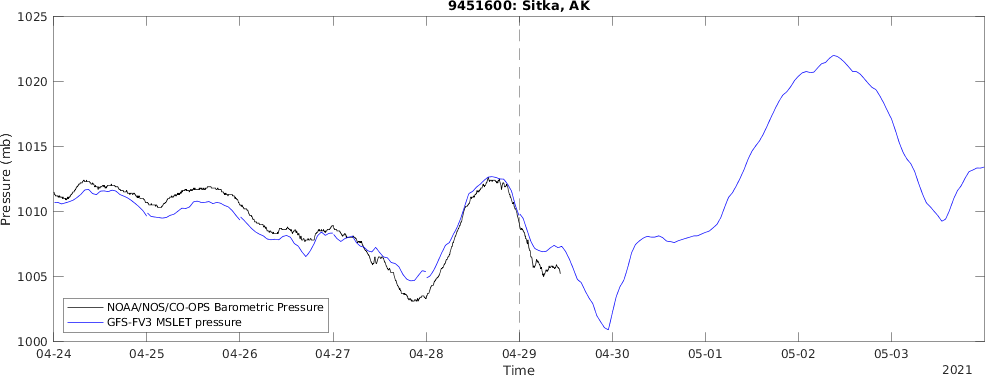 9451600: Sitka, AK
1025
1020
1015
1010
1005
1000
Pressure (mb)
NOAA/NOS/CO-OPS Barometric Pressure
GFS-FV3 MSLET pressure
04-24 04-25 04-26 04-27 04-28 04-29 04-30 05-01 05-02 05-03
Time
2021